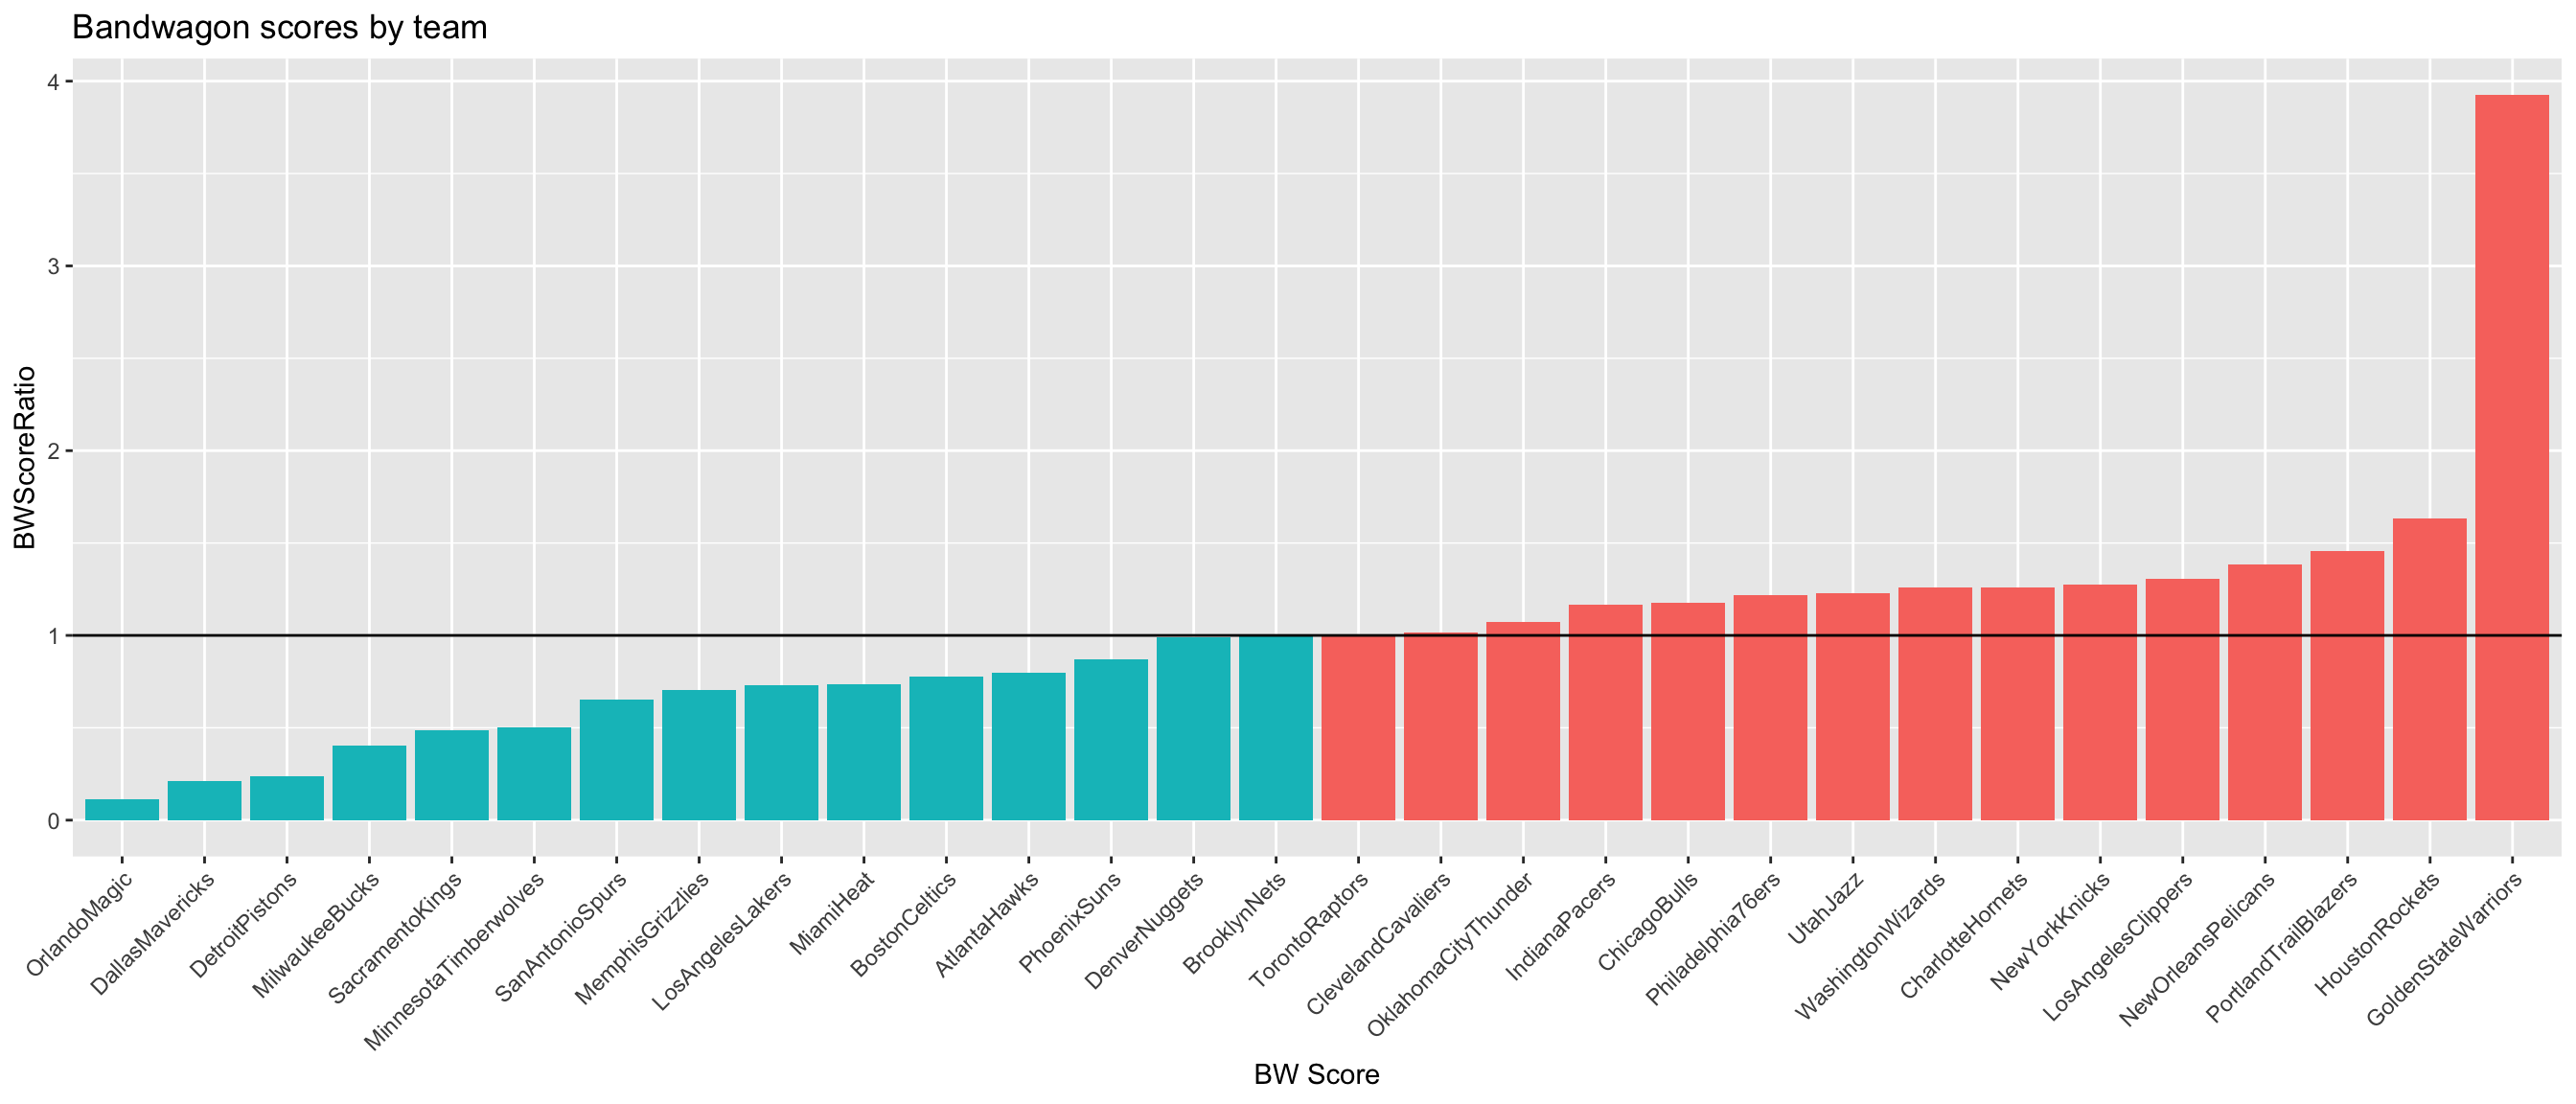 Bandwagon scores by team
BWScoreRatio
4
3
2
1
0
OrlandoMagic
DallasMavericks
DetroitPistons
MilwaukeeBucks
SacramentoKings
MinnesotaTimberwolves
SanAntonioSpurs
MemphisGrizzlies
LosAngelesLakers
MiamiHeat
BostonCeltics
AtlantaHawks
PhoenixSuns
DenverNuggets
BrooklynNets
TorontoRaptors
ClevelandCavaliers
OklahomaCityThunder
IndianaPacers
ChicagoBulls
Philadelphia76ers
UtahJazz
WashingtonWizards
CharlotteHornets
NewYorkKnicks
LosAngelesClippers
NewOrleansPelicans
PortlandTrailBlazers
HoustonRockets
GoldenStateWarriors
BW Score